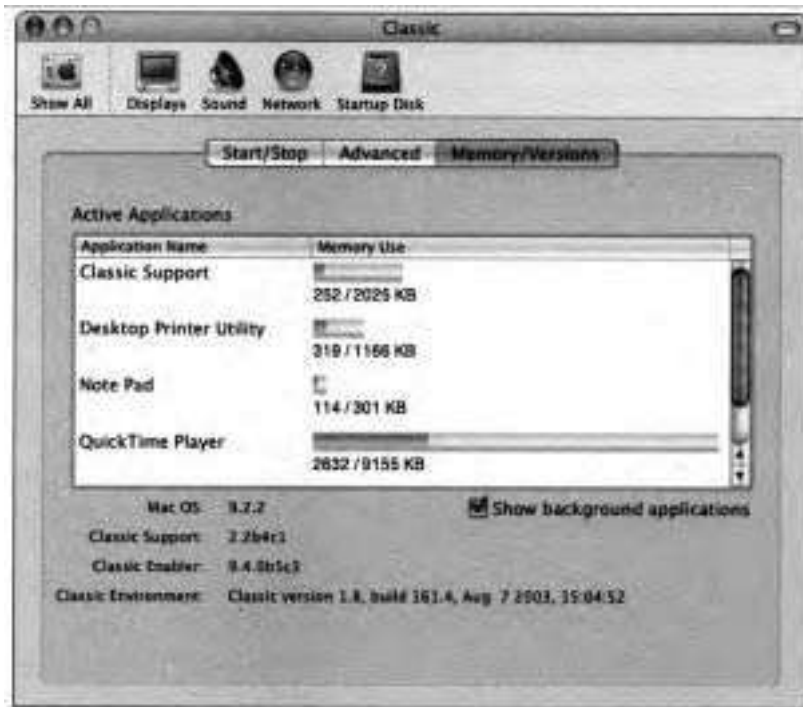 Classic
Show All Displays Sound Network Startup Disk
Start/Stop Advanced Memory/Versions
Active Applications
Application Name Memory Use
Classic Support
252 / 2025 KB
Desktop Printer Utility
319 / 1166 KB
Note Pad
114 / 301 KB
QuickTime Player
2632 / 9155 KB
Mac OS 9.2.2 Show background applications
Classic Support: 2.2b4c1
Classic Enabler: 9.4.0b5c3
Classic Environment: Classic version 1.8, build 161.4, Aug 7 2003, 15:04:52